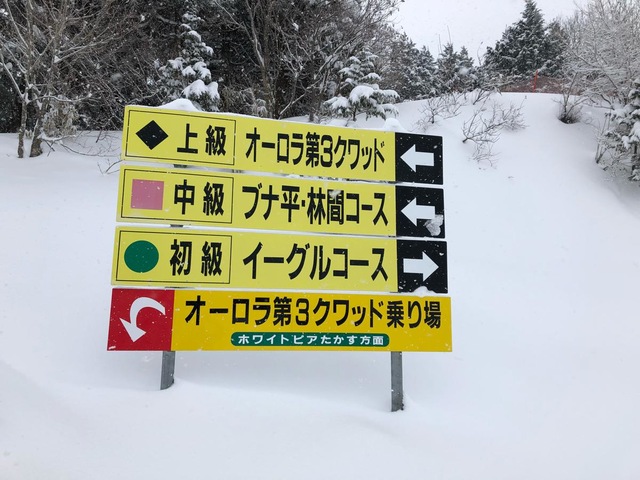 上級 オーロラ第3クワッド
中級 ブナ平・林間コース
初級 イーグルコース
オーロラ第3クワッド乗り場
ホワイトピアたかす方面